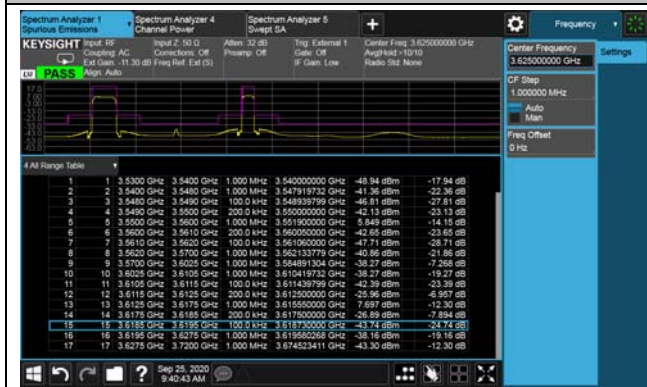 Spectrum Analyzer 1
Spurious Emissions
Spectrum Analyzer 4
Channel Power
Spectrum Analyzer 5
Swept SA
Frequency
KEYSIGHT Input: RF
Coupling: AC
Ext Gain: -11.30 dB
Align: Auto
Input Z: 50 Ω
Corrections: Off
Freq Ref: Ext (S)
Atten: 32 dB
Preamp: Off
Trig: External 1
Gate: Off
IF Gain: Low
Center Freq: 3.625000000 GHz
Avg|Hold:>10/10
Radio Std: None
LV PASS
Center Frequency
3.625000000 GHz
Settings
CF Step
1.000000 MHz
Auto
Man
Freq Offset
0 Hz
17.0
7.00
4 All Range Table
1 1 3.5300 GHz 3.5400 GHz 1.000 MHz 3.540000000 GHz -48.94 dBm -17.94 dB
2 2 3.5400 GHz 3.5480 GHz 1.000 MHz 3.547919732 GHz -41.36 dBm -22.36 dB
3 3 3.5480 GHz 3.5490 GHz 100.0 kHz 3.548939799 GHz -46.81 dBm -27.81 dB
4 4 3.5490 GHz 3.5500 GHz 200.0 kHz 3.550000000 GHz -42.13 dBm -23.13 dB
5 5 3.5500 GHz 3.5600 GHz 1.000 MHz 3.551900000 GHz 5.849 dBm -14.15 dB
6 6 3.5600 GHz 3.5610 GHz 200.0 kHz 3.560050000 GHz -42.65 dBm -23.65 dB
7 7 3.5610 GHz 3.5620 GHz 100.0 kHz 3.561060000 GHz -47.71 dBm -28.71 dB
8 8 3.5620 GHz 3.5700 GHz 1.000 MHz 3.562133779 GHz -40.86 dBm -21.86 dB
9 9 3.5700 GHz 3.6025 GHz 1.000 MHz 3.584891304 GHz -38.27 dBm -7.268 dB
10 10 3.6025 GHz 3.6105 GHz 1.000 MHz 3.610419732 GHz -38.27 dBm -19.27 dB
11 11 3.6105 GHz 3.6115 GHz 100.0 kHz 3.611439799 GHz -42.39 dBm -23.39 dB
12 12 3.6115 GHz 3.6125 GHz 200.0 kHz 3.612500000 GHz -25.96 dBm -6.957 dB
13 13 3.6125 GHz 3.6175 GHz 1.000 MHz 3.615550000 GHz 7.697 dBm -12.30 dB
14 14 3.6175 GHz 3.6185 GHz 200.0 kHz 3.617500000 GHz -26.89 dBm -7.894 dB
15 15 3.6185 GHz 3.6195 GHz 100.0 kHz 3.618730000 GHz -43.74 dBm -24.74 dB
16 16 3.6195 GHz 3.6275 GHz 1.000 MHz 3.619580268 GHz -38.16 dBm -19.16 dB
17 17 3.6275 GHz 3.7200 GHz 1.000 MHz 3.674523411 GHz -43.30 dBm -12.30 dB
Sep 25, 2020
9:40:43 AM